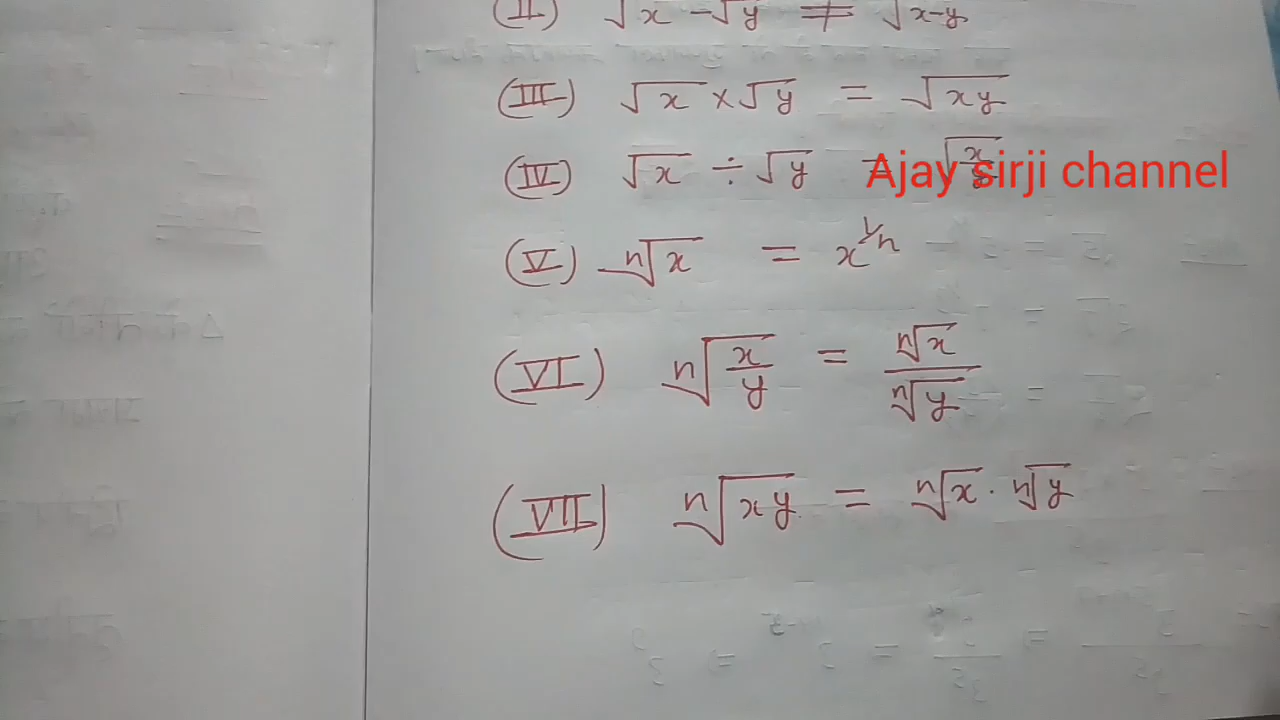 (II) √x - √y ≠ √x-y
(III) √x × √y = √xy
(IV) √x ÷ √y = √x/y
Ajay sirji channel
(V) ⁿ√x = x^1/n
(VI) ⁿ√x/y = ⁿ√x / ⁿ√y
(VII) ⁿ√xy = ⁿ√x . ⁿ√y